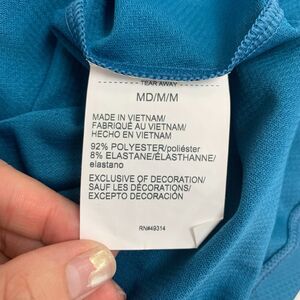 TEAR AWAY
MD/M/M
MADE IN VIETNAM/
FABRIQUÉ AU VIETNAM/
HECHO EN VIETNAM
92% POLYESTER/poliéster
8% ELASTANE/ÉLASTHANNE/
elastano
EXCLUSIVE OF DECORATION/
SAUF LES DÉCORATIONS/
EXCEPTO DECORACIÓN
RN#49314